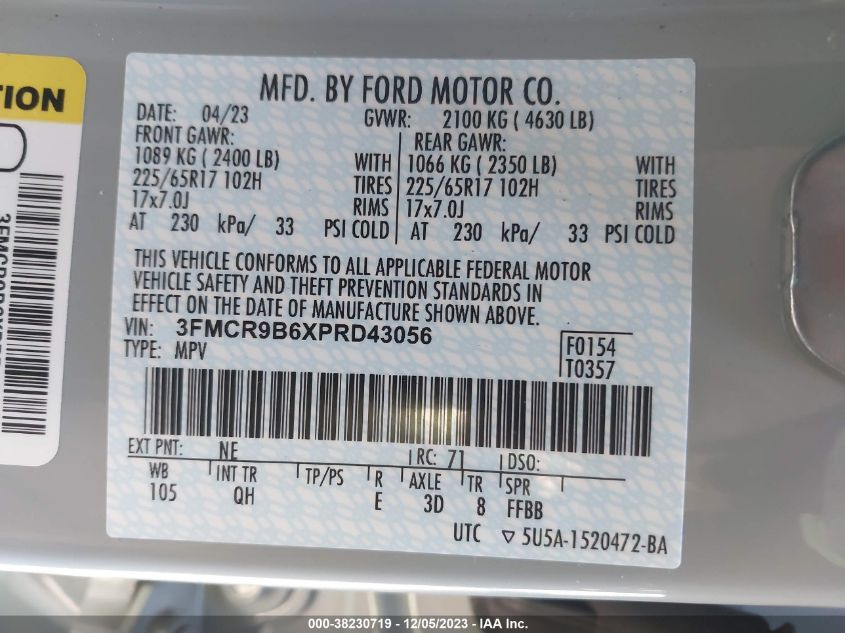 TION
MFD. BY FORD MOTOR CO.
DATE: 04/23 GVWR: 2100 KG ( 4630 LB)
FRONT GAWR: REAR GAWR:
1089 KG ( 2400 LB) WITH 1066 KG ( 2350 LB) WITH
225/65R17 102H TIRES 225/65R17 102H TIRES
17x7.0J RIMS 17x7.0J RIMS
AT 230 kPa/ 33 PSI COLD AT 230 kPa/ 33 PSI COLD
THIS VEHICLE CONFORMS TO ALL APPLICABLE FEDERAL MOTOR
VEHICLE SAFETY AND THEFT PREVENTION STANDARDS IN
EFFECT ON THE DATE OF MANUFACTURE SHOWN ABOVE.
VIN: 3FMCR9B6XPRD43056
TYPE: MPV
F0154
T0357
EXT PNT: NE RC: 71 DSO:
WB INT TR TP/PS R AXLE TR SPR
105 QH E 3D 8 FFBB
UTC ▽ 5U5A-1520472-BA
000-38230719 - 12/05/2023 - IAA Inc.